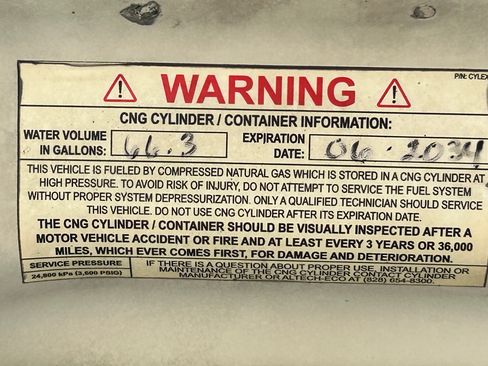 P/N: CYLEX
WARNING
CNG CYLINDER / CONTAINER INFORMATION:
WATER VOLUME IN GALLONS: 66.3 EXPIRATION DATE: 06 · 2034
THIS VEHICLE IS FUELED BY COMPRESSED NATURAL GAS WHICH IS STORED IN A CNG CYLINDER AT
HIGH PRESSURE. TO AVOID RISK OF INJURY, DO NOT ATTEMPT TO SERVICE THE FUEL SYSTEM
WITHOUT PROPER SYSTEM DEPRESSURIZATION. ONLY A QUALIFIED TECHNICIAN SHOULD SERVICE
THIS VEHICLE. DO NOT USE CNG CYLINDER AFTER ITS EXPIRATION DATE.
THE CNG CYLINDER / CONTAINER SHOULD BE VISUALLY INSPECTED AFTER A
MOTOR VEHICLE ACCIDENT OR FIRE AND AT LEAST EVERY 3 YEARS OR 36,000
MILES, WHICH EVER COMES FIRST, FOR DAMAGE AND DETERIORATION.
SERVICE PRESSURE
24,800 kPa (3,600 PSIG)
IF THERE IS A QUESTION ABOUT PROPER USE, INSTALLATION OR
MAINTENANCE OF THE CNG CYLINDER CONTACT CYLINDER
MANUFACTURER OR ALTECH-ECO AT (828) 654-8300.